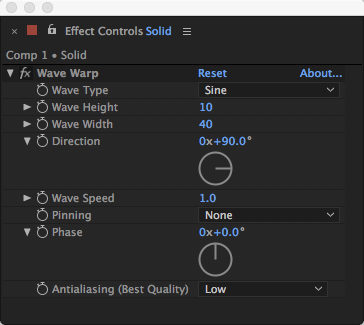 Effect Controls Solid
Comp 1 • Solid
fx Wave Warp Reset About...
Wave Type Sine
Wave Height 10
Wave Width 40
Direction 0x+90.0°
Wave Speed 1.0
Pinning None
Phase 0x+0.0°
Antialiasing (Best Quality) Low